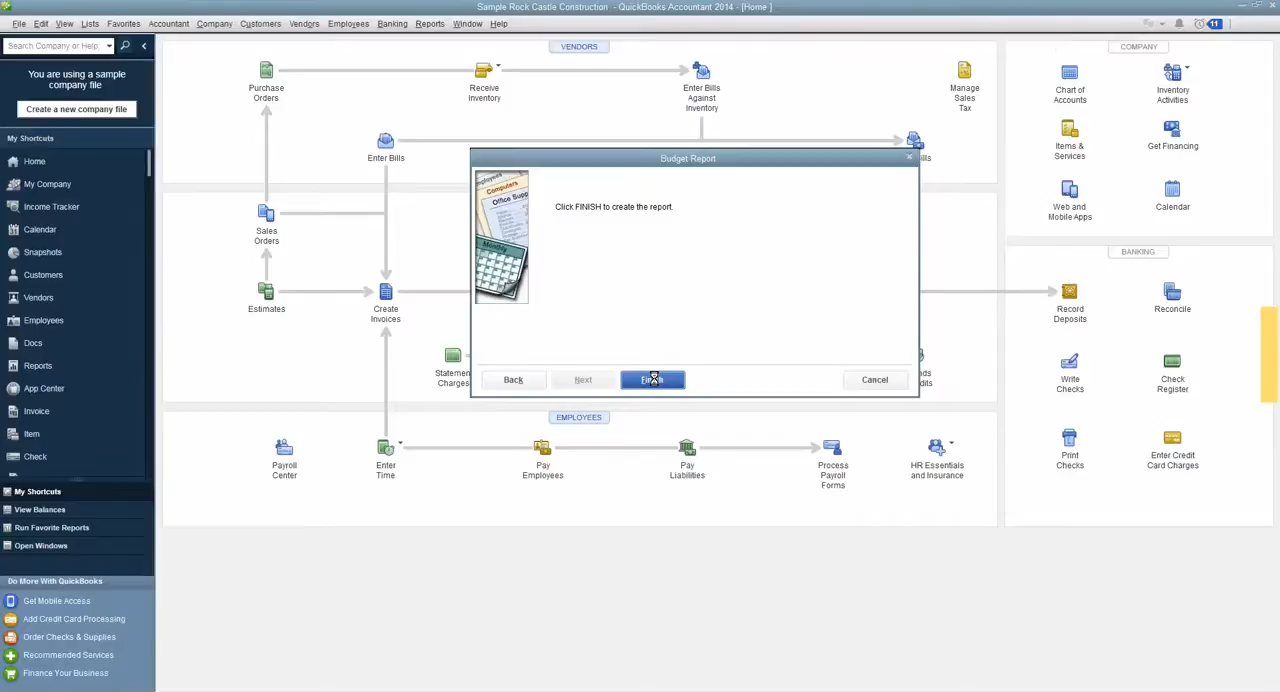 Sample Rock Castle Construction - QuickBooks Accountant 2014 - [Home ]
File Edit View Lists Favorites Accountant Company Customers Vendors Employees Banking Reports Window Help
11
Search Company or Help
You are using a sample
company file
Create a new company file
My Shortcuts
Home
My Company
Income Tracker
Calendar
Snapshots
Customers
Vendors
Employees
Docs
Reports
App Center
Invoice
Item
Check
My Shortcuts
View Balances
Run Favorite Reports
Open Windows
Do More With QuickBooks
Get Mobile Access
Add Credit Card Processing
Order Checks & Supplies
Recommended Services
Finance Your Business
VENDORS
Purchase
Orders
Receive
Inventory
Enter Bills
Against
Inventory
Manage
Sales
Tax
Enter Bills
Sales
Orders
Estimates
Create
Invoices
Statement
Charges
Budget Report
employees
Computers
Office Supp
Monthly
Click FINISH to create the report.
Back
Next
Cancel
EMPLOYEES
Payroll
Center
Enter
Time
Pay
Employees
Pay
Liabilities
Process
Payroll
Forms
HR Essentials
and Insurance
COMPANY
Chart of
Accounts
Inventory
Activities
Items &
Services
Get Financing
Web and
Mobile Apps
Calendar
BANKING
Record
Deposits
Reconcile
Write
Checks
Check
Register
Print
Checks
Enter Credit
Card Charges